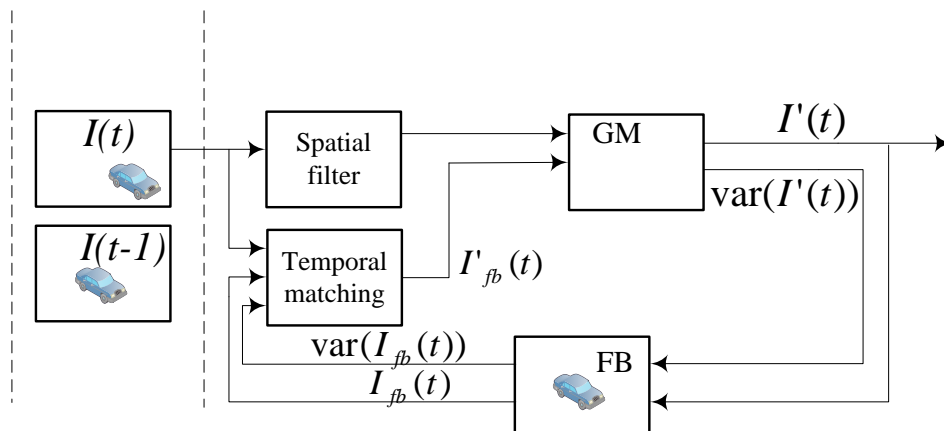 I(t)
I(t-1)
Spatial
filter
Temporal
matching
GM
I'(t)
var(I'(t))
I'fb(t)
var(Ifb(t))
Ifb(t)
FB